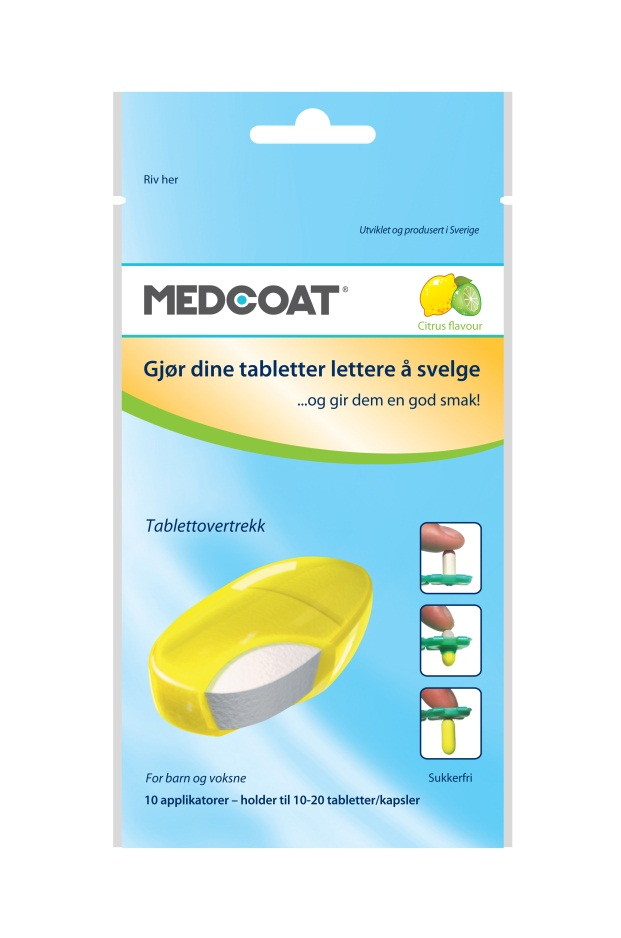 Riv her
Utviklet og produsert i Sverige
MEDCOAT®
Citrus flavour
Gjør dine tabletter lettere å svelge
...og gir dem en god smak!
Tablettovertrekk
For barn og voksne
Sukkerfri
10 applikatorer – holder til 10-20 tabletter/kapsler